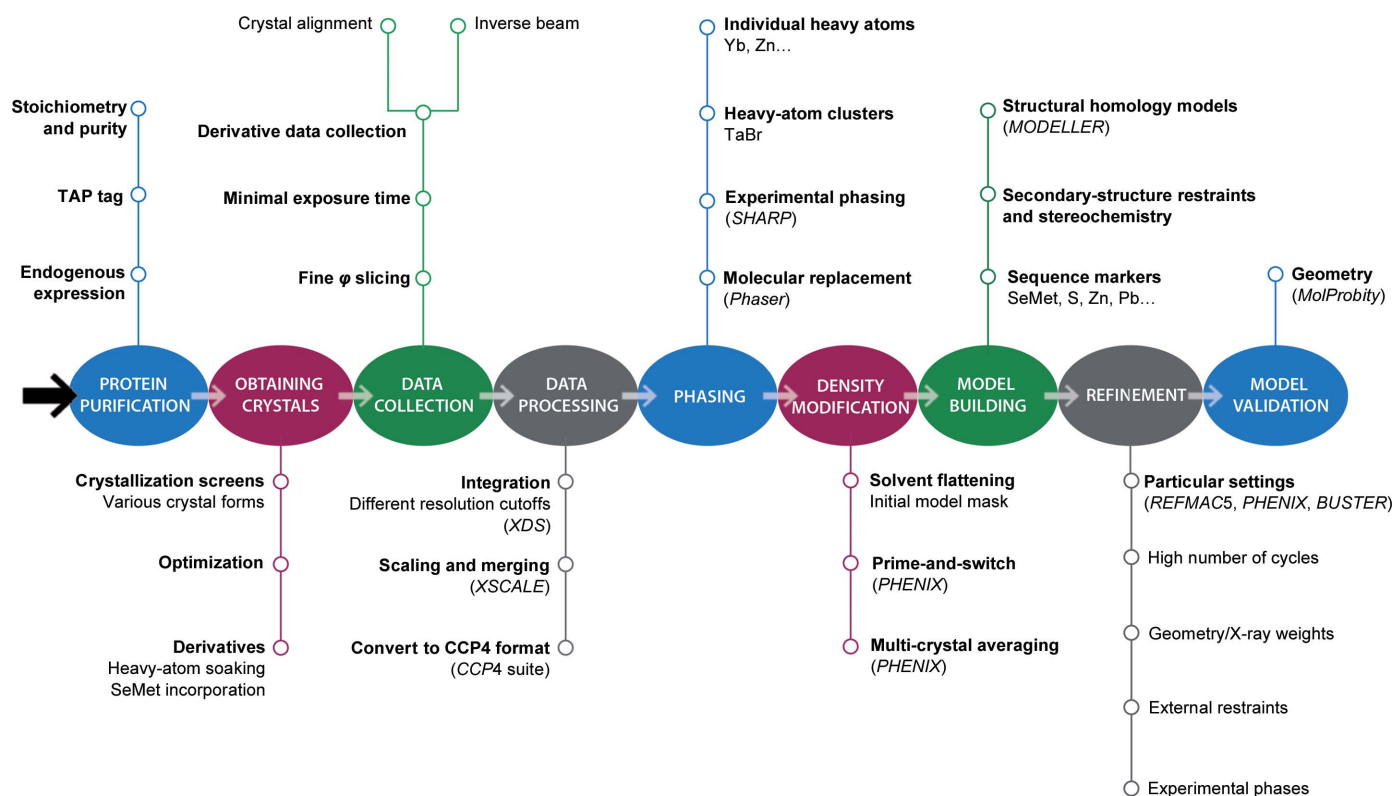 Crystal alignment
Inverse beam
Derivative data collection
Minimal exposure time
Fine φ slicing
Stoichiometry
and purity
TAP tag
Endogenous
expression
Individual heavy atoms
Yb, Zn…
Heavy-atom clusters
TaBr
Experimental phasing
(SHARP)
Molecular replacement
(Phaser)
Structural homology models
(MODELLER)
Secondary-structure restraints
and stereochemistry
Sequence markers
SeMet, S, Zn, Pb…
Geometry
(MolProbity)
PROTEIN
PURIFICATION
OBTAINING
CRYSTALS
DATA
COLLECTION
DATA
PROCESSING
PHASING
DENSITY
MODIFICATION
MODEL
BUILDING
REFINEMENT
MODEL
VALIDATION
Crystallization screens
Various crystal forms
Optimization
Derivatives
Heavy-atom soaking
SeMet incorporation
Integration
Different resolution cutoffs
(XDS)
Scaling and merging
(XSCALE)
Convert to CCP4 format
(CCP4 suite)
Solvent flattening
Initial model mask
Prime-and-switch
(PHENIX)
Multi-crystal averaging
(PHENIX)
Particular settings
(REFMAC5, PHENIX, BUSTER)
High number of cycles
Geometry/X-ray weights
External restraints
Experimental phases